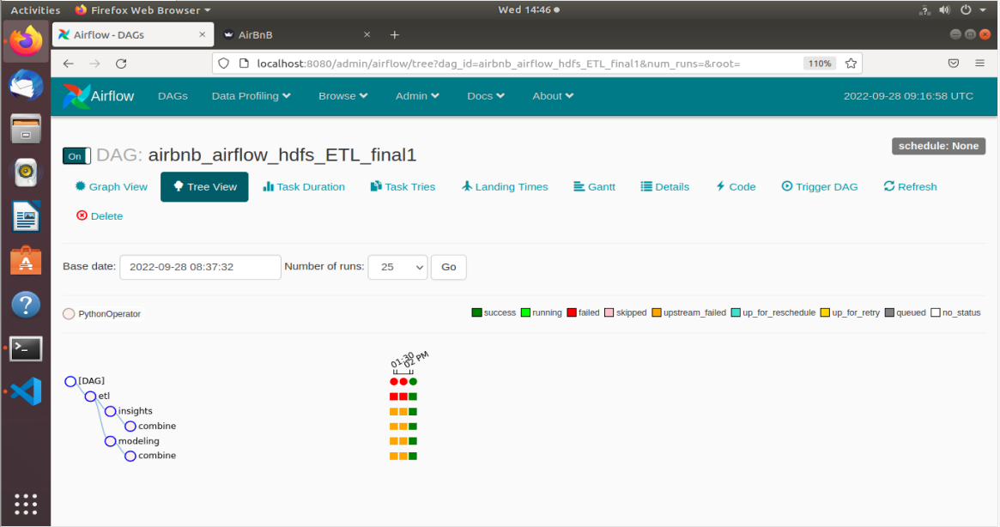 Activities Firefox Web Browser Wed 14:46
Airflow - DAGs × AirBnB × +
localhost:8080/admin/airflow/tree?dag_id=airbnb_airflow_hdfs_ETL_final1&num_runs=&root= 110%
Airflow DAGs Data Profiling Browse Admin Docs About 2022-09-28 09:16:58 UTC
schedule: None
On DAG: airbnb_airflow_hdfs_ETL_final1
Graph View Tree View Task Duration Task Tries Landing Times Gantt Details Code Trigger DAG Refresh
Delete
Base date: 2022-09-28 08:37:32 Number of runs: 25 Go
PythonOperator success running failed skipped upstream_failed up_for_reschedule up_for_retry queued no_status
01:30 02 PM
[DAG]
etl
insights
combine
modeling
combine